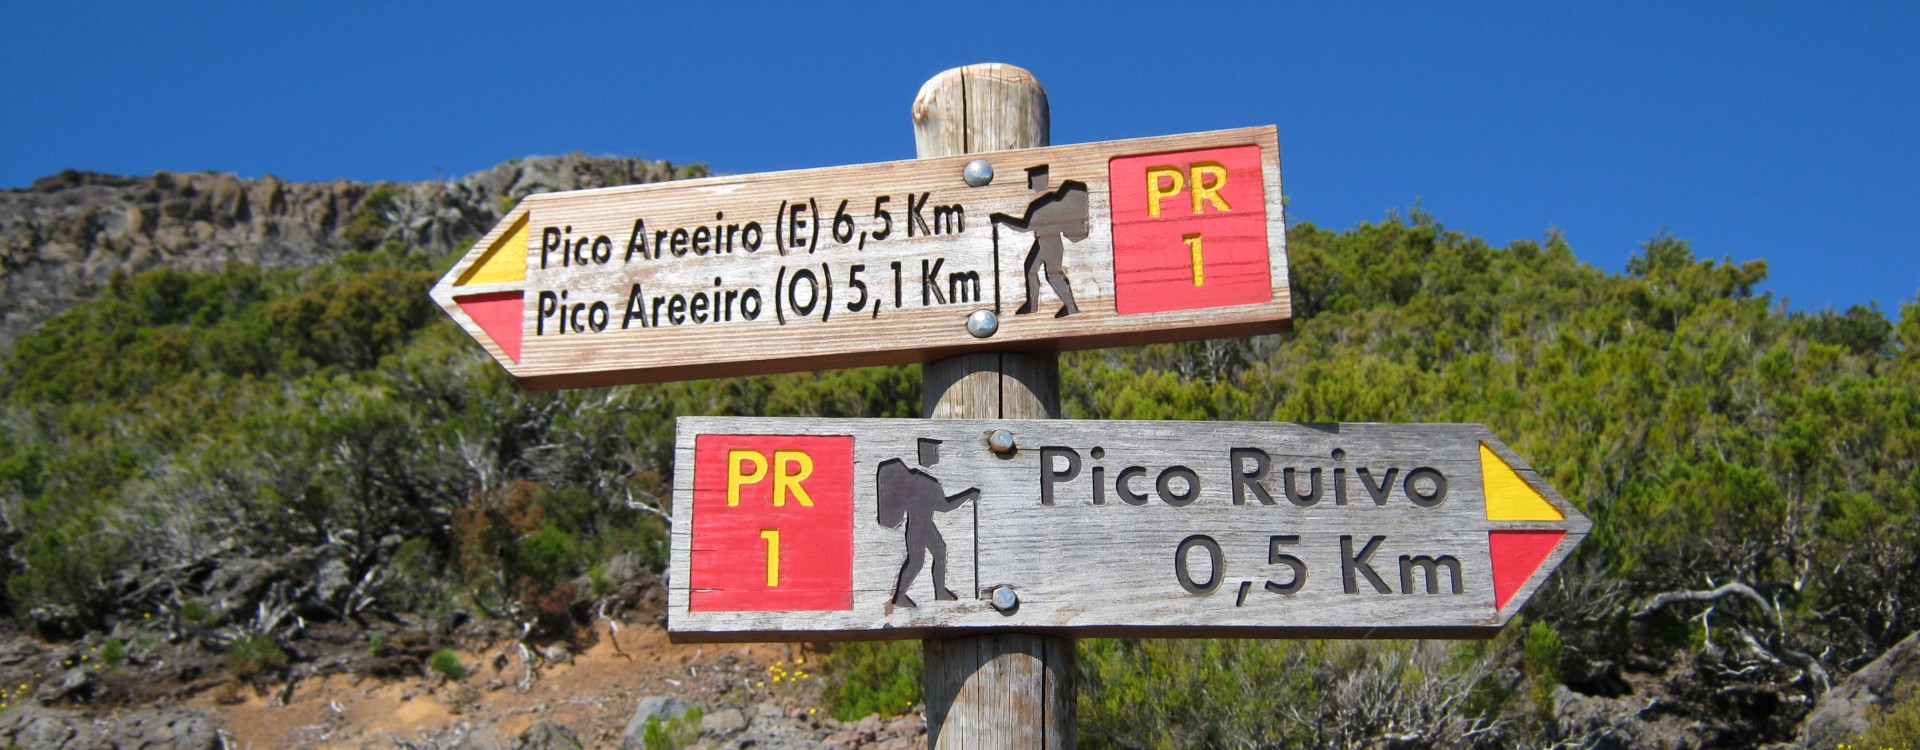 Pico Areeiro (E) 6,5 Km
Pico Areeiro (O) 5,1 Km
PR
1
PR
1
Pico Ruivo
0,5 Km